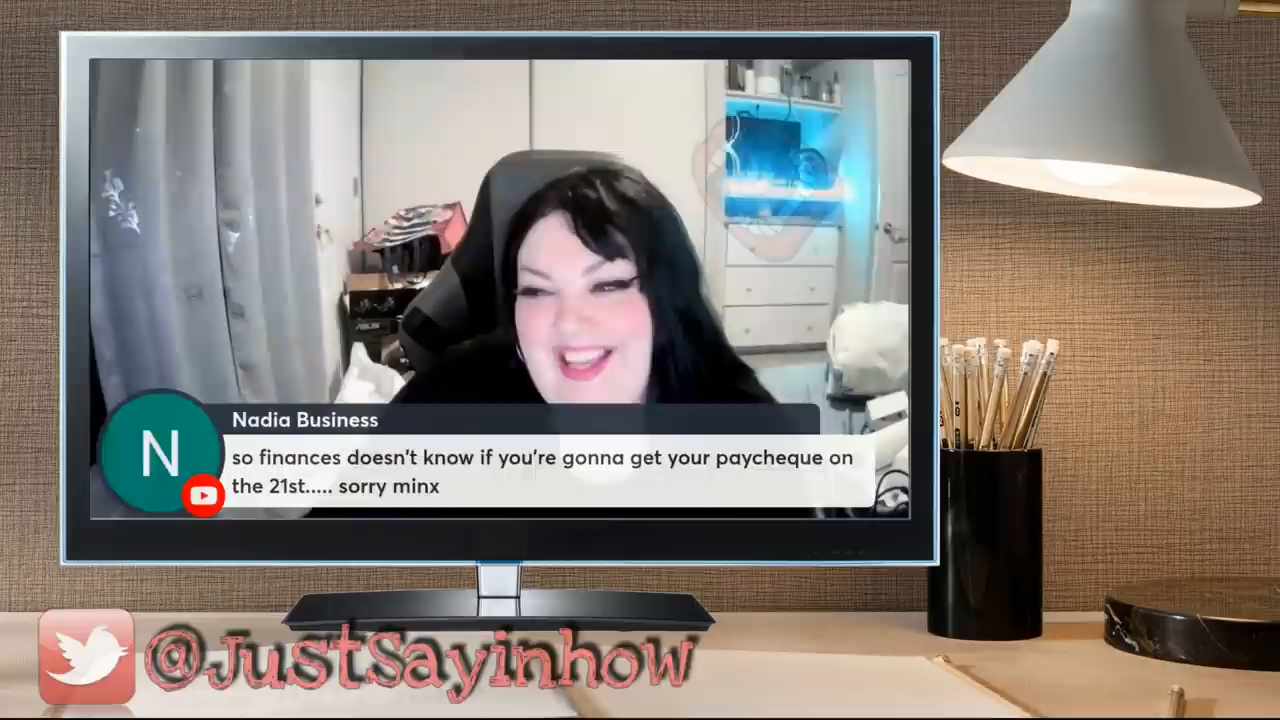 ASUS
N
Nadia Business
so finances doesn't know if you're gonna get your paycheque on
the 21st..... sorry minx
@JustSayinhow